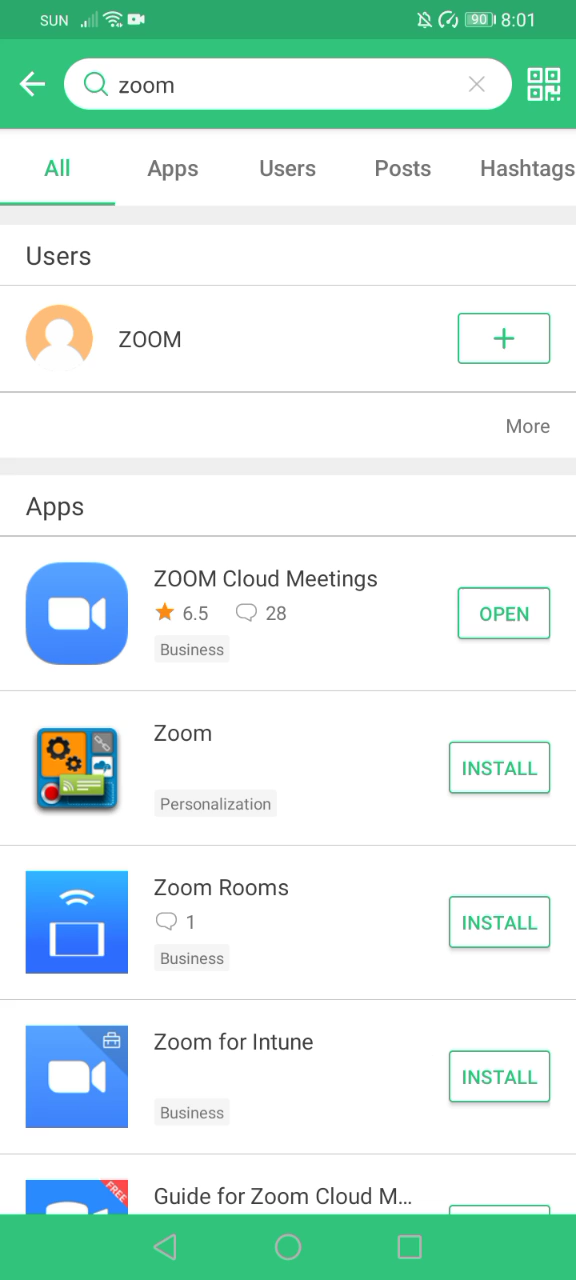 SUN 90 8:01
zoom
All Apps Users Posts Hashtags
Users
ZOOM
More
Apps
ZOOM Cloud Meetings
6.5 28
OPEN
Business
Zoom
INSTALL
Personalization
Zoom Rooms
1
INSTALL
Business
Zoom for Intune
INSTALL
Business
FREE
Guide for Zoom Cloud M...